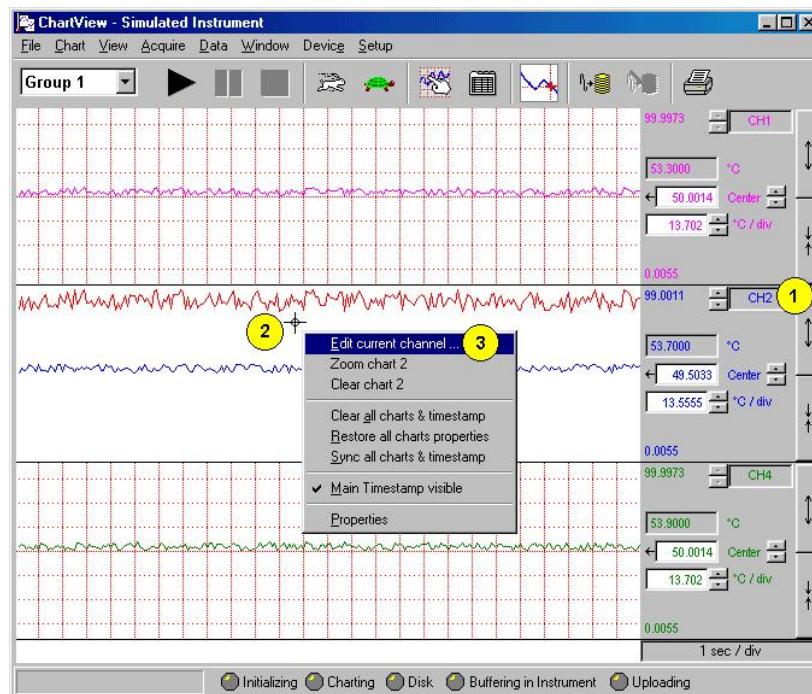 ChartView - Simulated Instrument
File Chart View Acquire Data Window Device Setup
Group 1
99.9973 CH1
53.3000 °C
50.0014 Center
13.702 °C / div
0.0055
99.0011 CH2 1
2
53.7000 °C
49.5033 Center
13.5555 °C / div
0.0055
Edit current channel ... 3
Zoom chart 2
Clear chart 2
Clear all charts & timestamp
Restore all charts properties
Sync all charts & timestamp
Main Timestamp visible
Properties
99.9973 CH4
53.9000 °C
50.0014 Center
13.702 °C / div
0.0055
1 sec / div
Initializing Charting Disk Buffering in Instrument Uploading